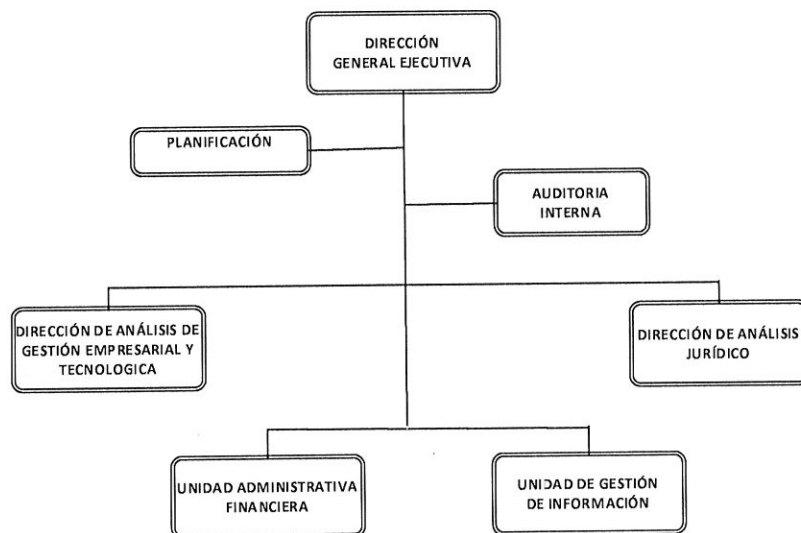 DIRECCIÓN
GENERAL EJECUTIVA
PLANIFICACIÓN
AUDITORIA
INTERNA
DIRECCIÓN DE ANÁLISIS DE
GESTIÓN EMPRESARIAL Y
TECNOLOGICA
DIRECCIÓN DE ANÁLISIS
JURÍDICO
UNIDAD ADMINISTRATIVA
FINANCIERA
UNIDAD DE GESTIÓN
DE INFORMACIÓN